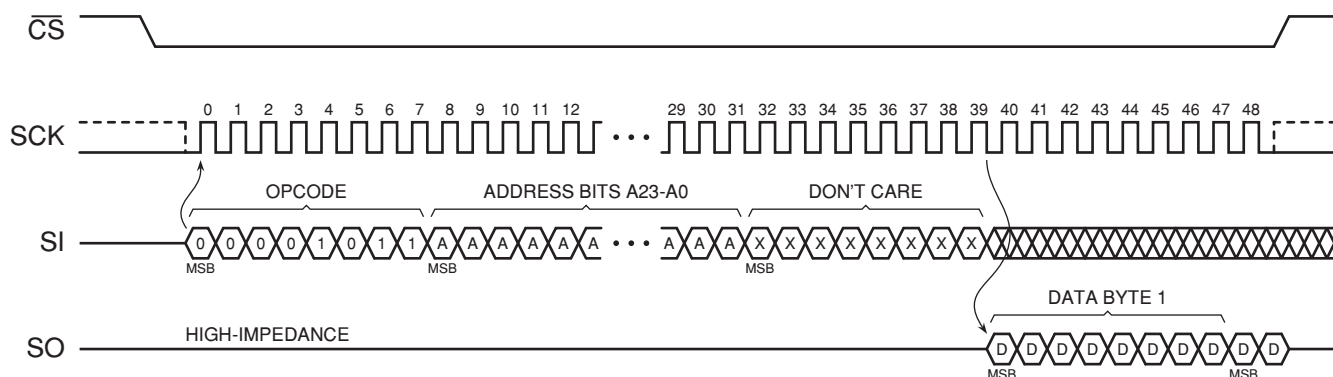 CS
0 1 2 3 4 5 6 7 8 9 10 11 12 29 30 31 32 33 34 35 36 37 38 39 40 41 42 43 44 45 46 47 48
SCK
OPCODE ADDRESS BITS A23-A0 DON'T CARE
SI 0 0 0 0 1 0 1 1 A A A A A A A A A X X X X X X X X
MSB MSB MSB
DATA BYTE 1
HIGH-IMPEDANCE
SO D D D D D D D D D D
MSB MSB